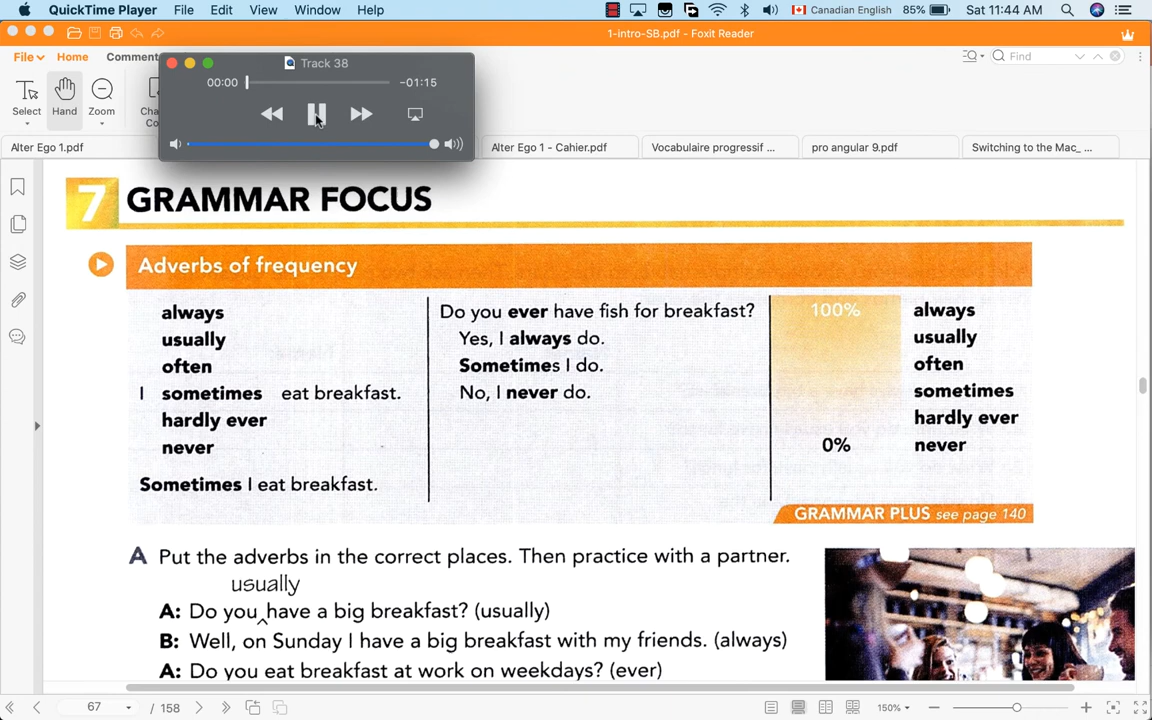 QuickTime Player File Edit View Window Help Canadian English 85% Sat 11:44 AM
1-intro-SB.pdf - Foxit Reader
File Home Comment Find
Track 38
00:00 −01:15
Select Hand Zoom
Alter Ego 1.pdf Alter Ego 1 - Cahier.pdf Vocabulaire progressif ... pro angular 9.pdf Switching to the Mac_ ...
7 GRAMMAR FOCUS
Adverbs of frequency
always
usually
often
I sometimes eat breakfast.
hardly ever
never
Sometimes I eat breakfast.
Do you ever have fish for breakfast?
Yes, I always do.
Sometimes I do.
No, I never do.
100% always
usually
often
sometimes
hardly ever
0% never
GRAMMAR PLUS see page 140
A Put the adverbs in the correct places. Then practice with a partner.
usually
A: Do you‸have a big breakfast? (usually)
B: Well, on Sunday I have a big breakfast with my friends. (always)
A: Do you eat breakfast at work on weekdays? (ever)
67 / 158 150%